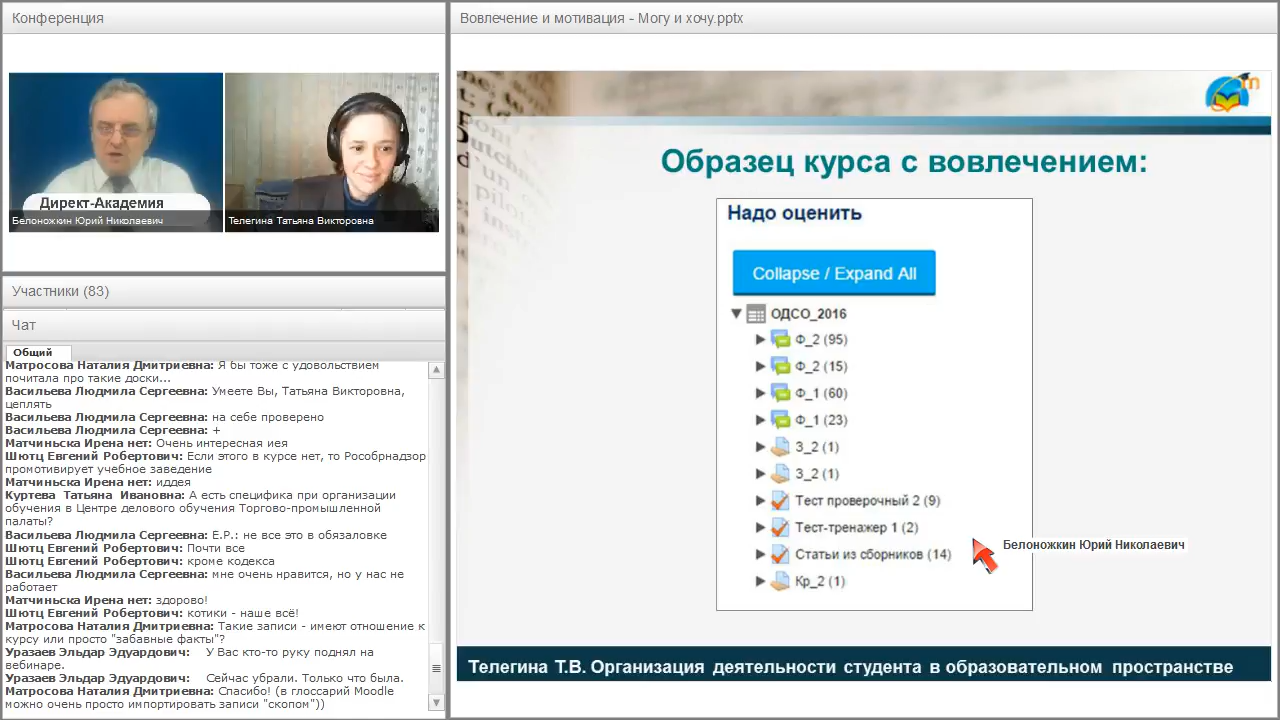 Конференция
Вовлечение и мотивация - Могу и хочу.pptx
Директ-Академия
Белоножкин Юрий Николаевич
Телегина Татьяна Викторовна
Участники (83)
Чат
Общий
Матросова Наталия Дмитриевна: Я бы тоже с удовольствием
почитала про такие доски...
Васильева Людмила Сергеевна: Умеете Вы, Татьяна Викторовна,
цеплять
Васильева Людмила Сергеевна: на себе проверено
Васильева Людмила Сергеевна: +
Матчиньска Ирена нет: Очень интересная иея
Шютц Евгений Робертович: Если этого в курсе нет, то Рособрнадзор
промотивирует учебное заведение
Матчиньска Ирена нет: иддея
Куртева Татьяна Ивановна: А есть специфика при организации
обучения в Центре делового обучения Торгово-промышленной
палаты?
Васильева Людмила Сергеевна: Е.Р.: не все это в обязаловке
Шютц Евгений Робертович: Почти все
Шютц Евгений Робертович: кроме кодекса
Васильева Людмила Сергеевна: мне очень нравится, но у нас не
работает
Матчиньска Ирена нет: здорово!
Шютц Евгений Робертович: котики - наше всё!
Матросова Наталия Дмитриевна: Такие записи - имеют отношение к
курсу или просто "забавные факты"?
Уразаев Эльдар Эдуардович: У Вас кто-то руку поднял на
вебинаре.
Уразаев Эльдар Эдуардович: Сейчас убрали. Только что была.
Матросова Наталия Дмитриевна: Спасибо! (в глоссарий Moodle
можно очень просто импортировать записи "скопом"))
Образец курса с вовлечением:
Надо оценить
Collapse / Expand All
ОДСО_2016
Ф_2 (95)
Ф_2 (15)
Ф_1 (60)
Ф_1 (23)
З_2 (1)
З_2 (1)
Тест проверочный 2 (9)
Тест-тренажер 1 (2)
Статьи из сборников (14)
Кр_2 (1)
Белоножкин Юрий Николаевич
Телегина Т.В. Организация деятельности студента в образовательном пространстве